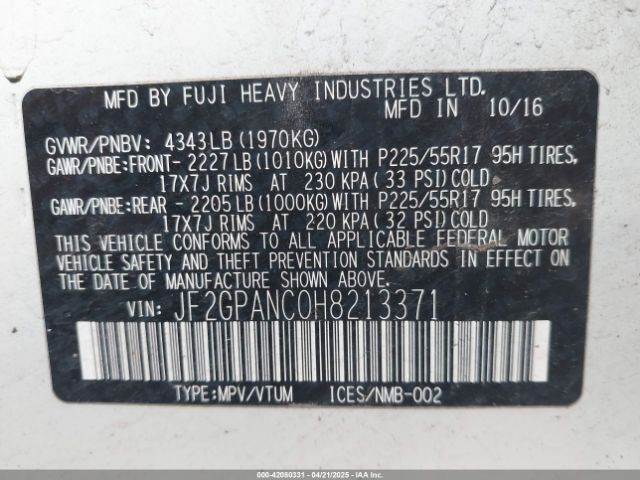 MFD BY FUJI HEAVY INDUSTRIES LTD.
MFD IN 10/16
GVWR/PNBV: 4343LB(1970KG)
GAWR/PNBE:FRONT-2227LB(1010KG)WITH P225/55R17 95H TIRES,
17X7J RIMS AT 230 KPA(33 PSI)COLD
GAWR/PNBE:REAR -2205LB(1000KG)WITH P225/55R17 95H TIRES,
17X7J RIMS AT 220 KPA(32 PSI)COLD
THIS VEHICLE CONFORMS TO ALL APPLICABLE FEDERAL MOTOR
VEHICLE SAFETY AND THEFT PREVENTION STANDARDS IN EFFECT ON
THE DATE OF MANUFACTURE SHOWN ABOVE.
VIN: JF2GPANC0H8213371
TYPE:MPV/VTUM ICES/NMB-002
000-42080331 - 04/21/2025 - IAAI.COM